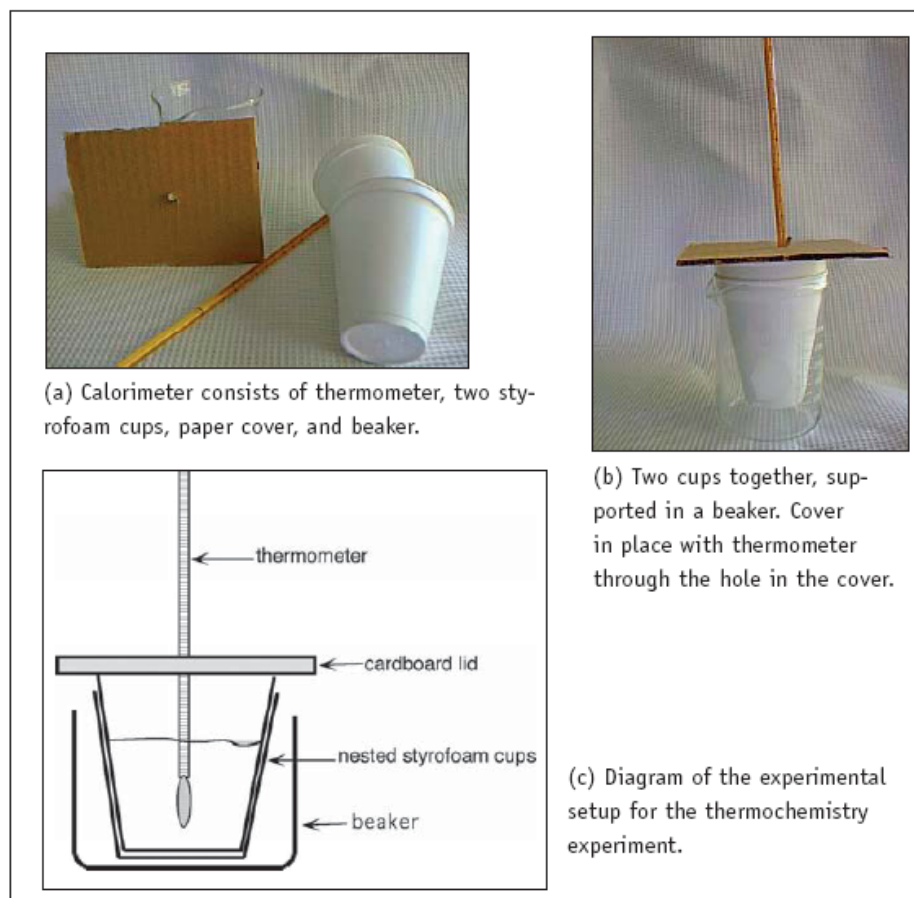 (a) Calorimeter consists of thermometer, two sty-
rofoam cups, paper cover, and beaker.
(b) Two cups together, sup-
ported in a beaker. Cover
in place with thermometer
through the hole in the cover.
thermometer
cardboard lid
nested styrofoam cups
beaker
(c) Diagram of the experimental
setup for the thermochemistry
experiment.